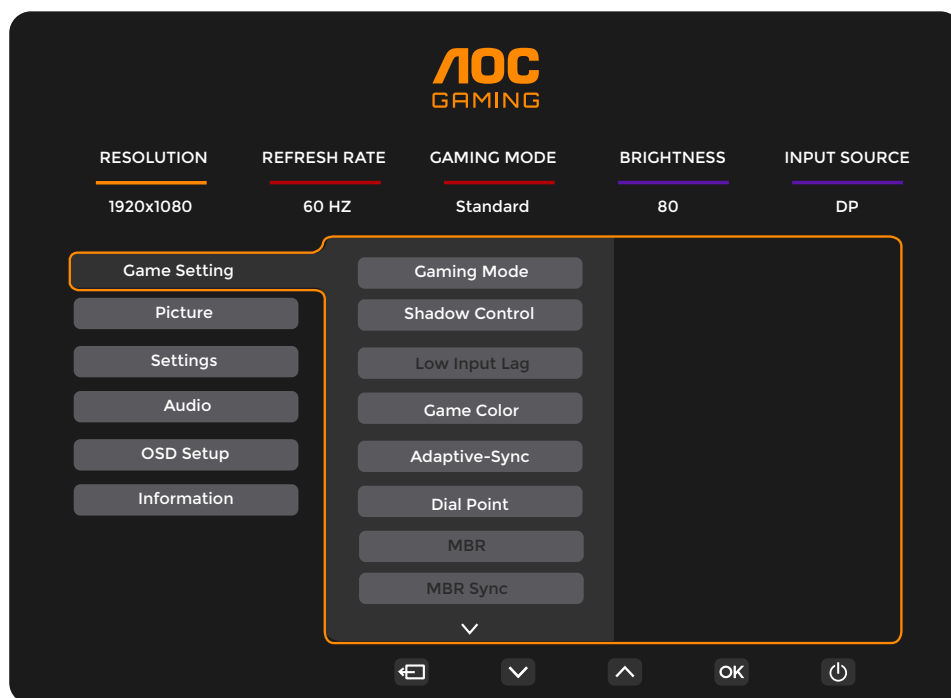 AOC
GAMING
RESOLUTION REFRESH RATE GAMING MODE BRIGHTNESS INPUT SOURCE
1920x1080 60 HZ Standard 80 DP
Game Setting
Picture
Settings
Audio
OSD Setup
Information
Gaming Mode
Shadow Control
Low Input Lag
Game Color
Adaptive-Sync
Dial Point
MBR
MBR Sync
OK